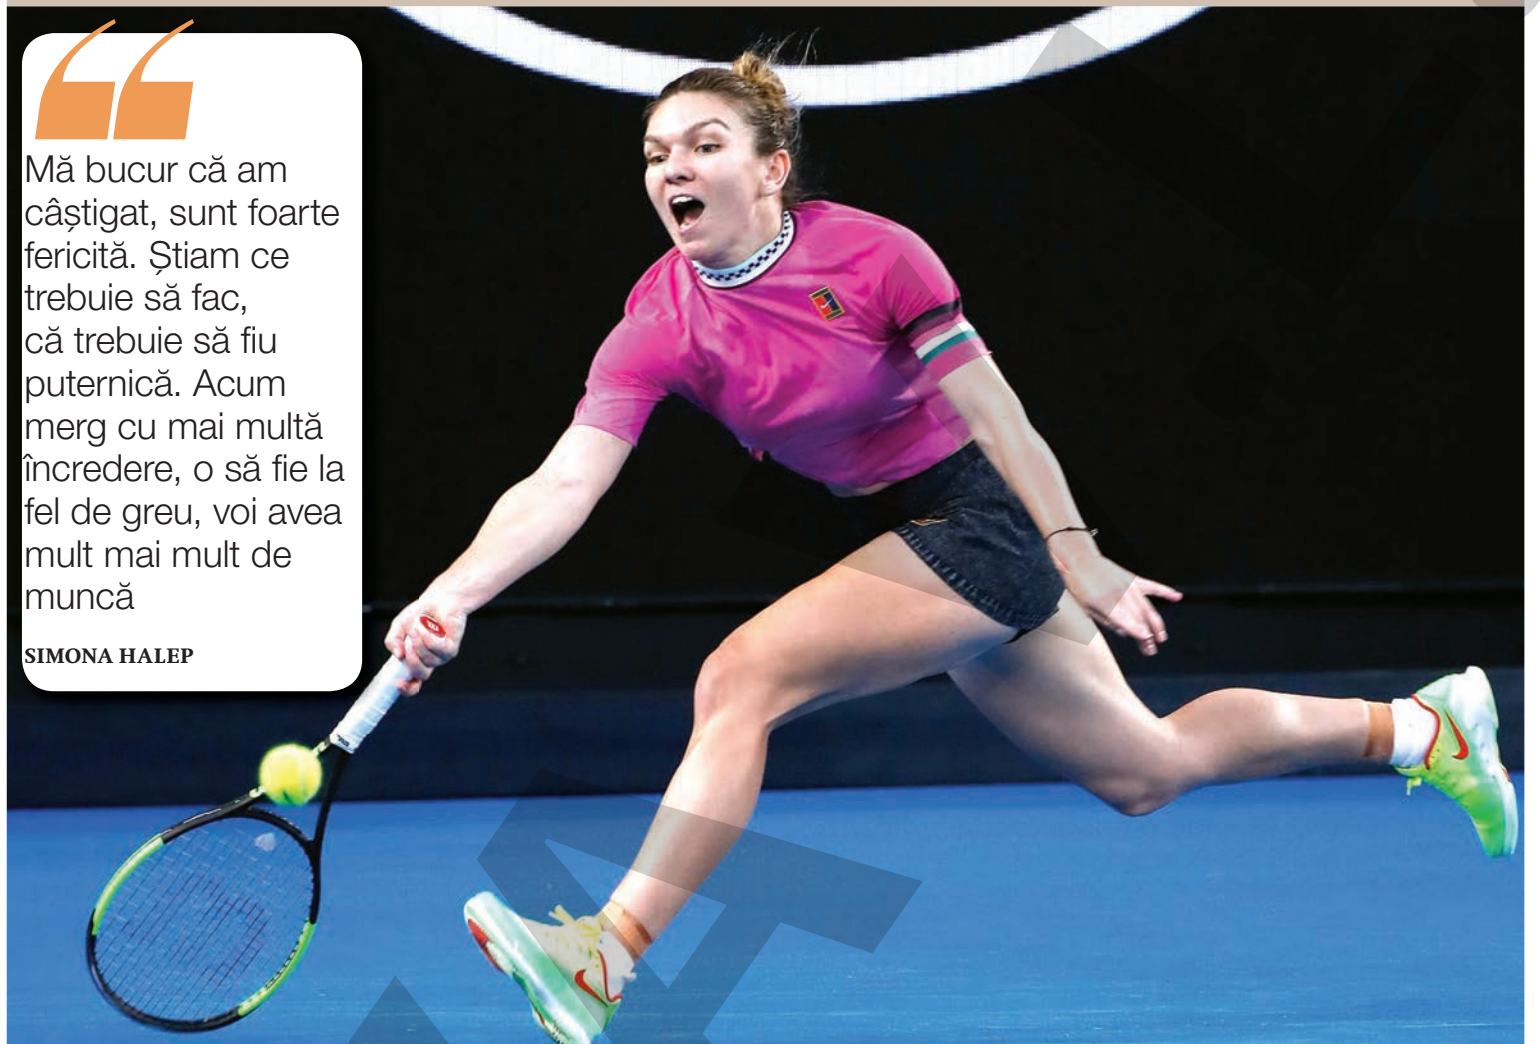 Mă bucur că am
câștigat, sunt foarte
fericită. Știam ce
trebuie să fac,
că trebuie să fiu
puternică. Acum
merg cu mai multă
încredere, o să fie la
fel de greu, voi avea
mult mai mult de
muncă
SIMONA HALEP